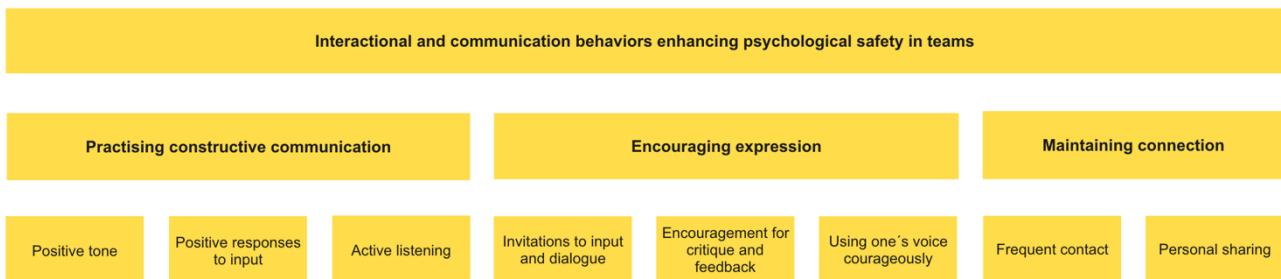 Interactional and communication behaviors enhancing psychological safety in teams
Practising constructive communication
Encouraging expression
Maintaining connection
Positive tone
Positive responses
to input
Active listening
Invitations to input
and dialogue
Encouragement for
critique and
feedback
Using one´s voice
courageously
Frequent contact
Personal sharing